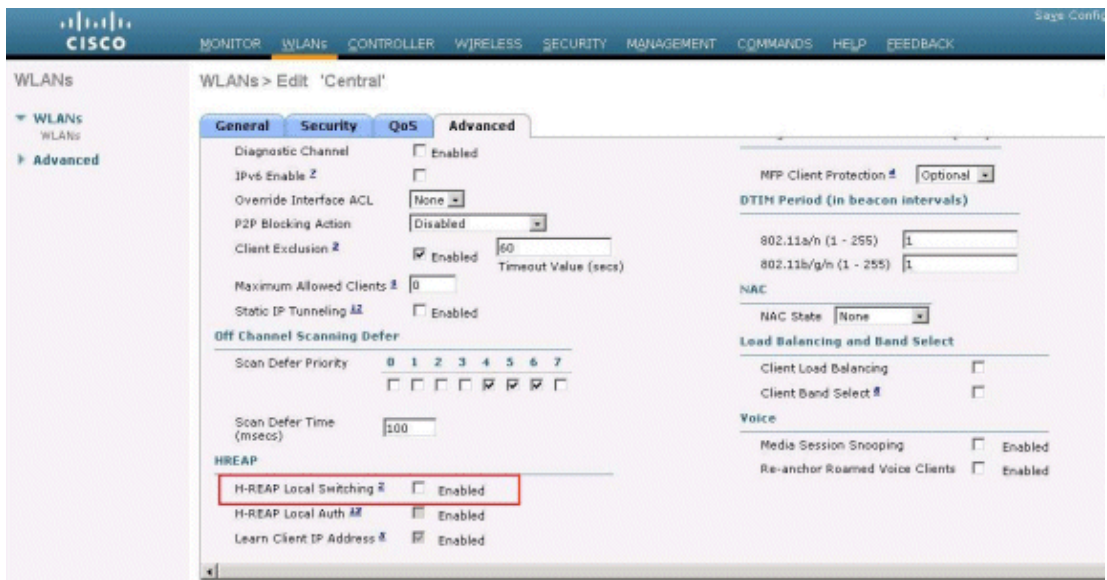 Save Config
CISCO
MONITOR WLANs CONTROLLER WIRELESS SECURITY MANAGEMENT COMMANDS HELP FEEDBACK
WLANs
WLANs
WLANs
Advanced
WLANs > Edit 'Central'
General Security QoS Advanced
Diagnostic Channel Enabled
IPv6 Enable
Override Interface ACL None
P2P Blocking Action Disabled
Client Exclusion Enabled 60
Timeout Value (secs)
Maximum Allowed Clients 0
Static IP Tunneling Enabled
Off Channel Scanning Defer
Scan Defer Priority 0 1 2 3 4 5 6 7
Scan Defer Time (msecs) 100
HREAP
H-REAP Local Switching Enabled
H-REAP Local Auth Enabled
Learn Client IP Address Enabled
MFP Client Protection Optional
DTIM Period (in beacon intervals)
802.11a/n (1 - 255) 1
802.11b/g/n (1 - 255) 1
NAC
NAC State None
Load Balancing and Band Select
Client Load Balancing
Client Band Select
Voice
Media Session Snooping Enabled
Re-anchor Roamed Voice Clients Enabled